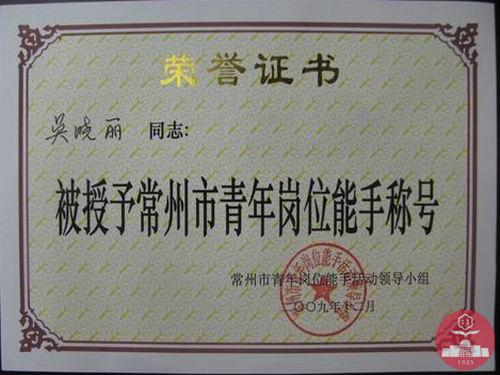 荣誉证书
吴晓丽 同志:
被授予常州市青年岗位能手称号
常州市青年岗位能手活动领导小组
二〇〇九年十二月
1925